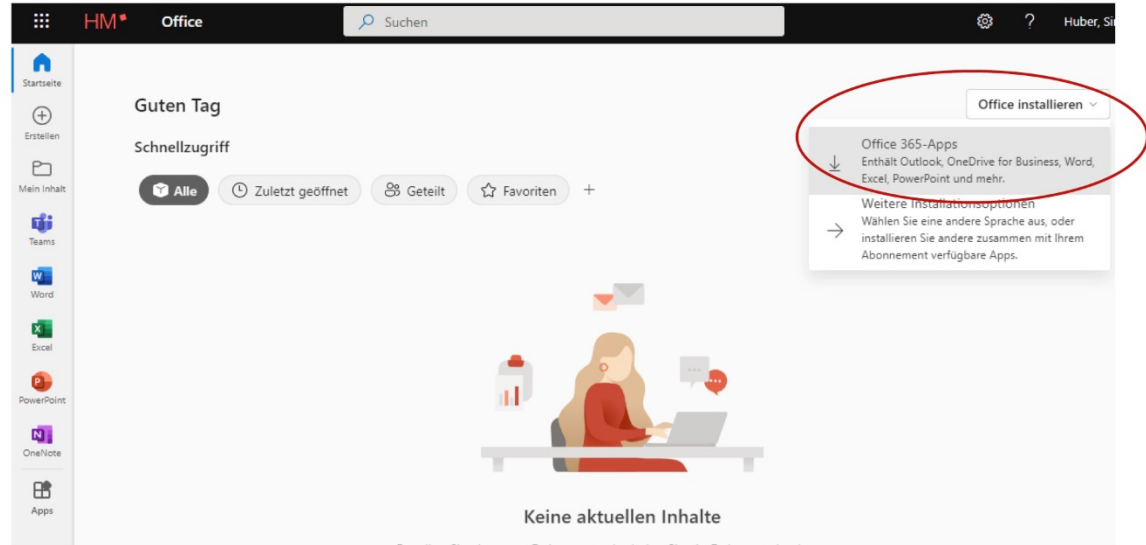 HM Office Suchen ? Huber,
Startseite
Erstellen
Mein Inhalt
Teams
Word
Excel
PowerPoint
OneNote
Apps
Guten Tag
Office installieren
Schnellzugriff
Alle Zuletzt geöffnet Geteilt Favoriten +
Office 365-Apps
Enthält Outlook, OneDrive for Business, Word,
Excel, PowerPoint und mehr.
Weitere Installationsoptionen
Wählen Sie eine andere Sprache aus, oder
installieren Sie andere zusammen mit Ihrem
Abonnement verfügbare Apps.
Keine aktuellen Inhalte